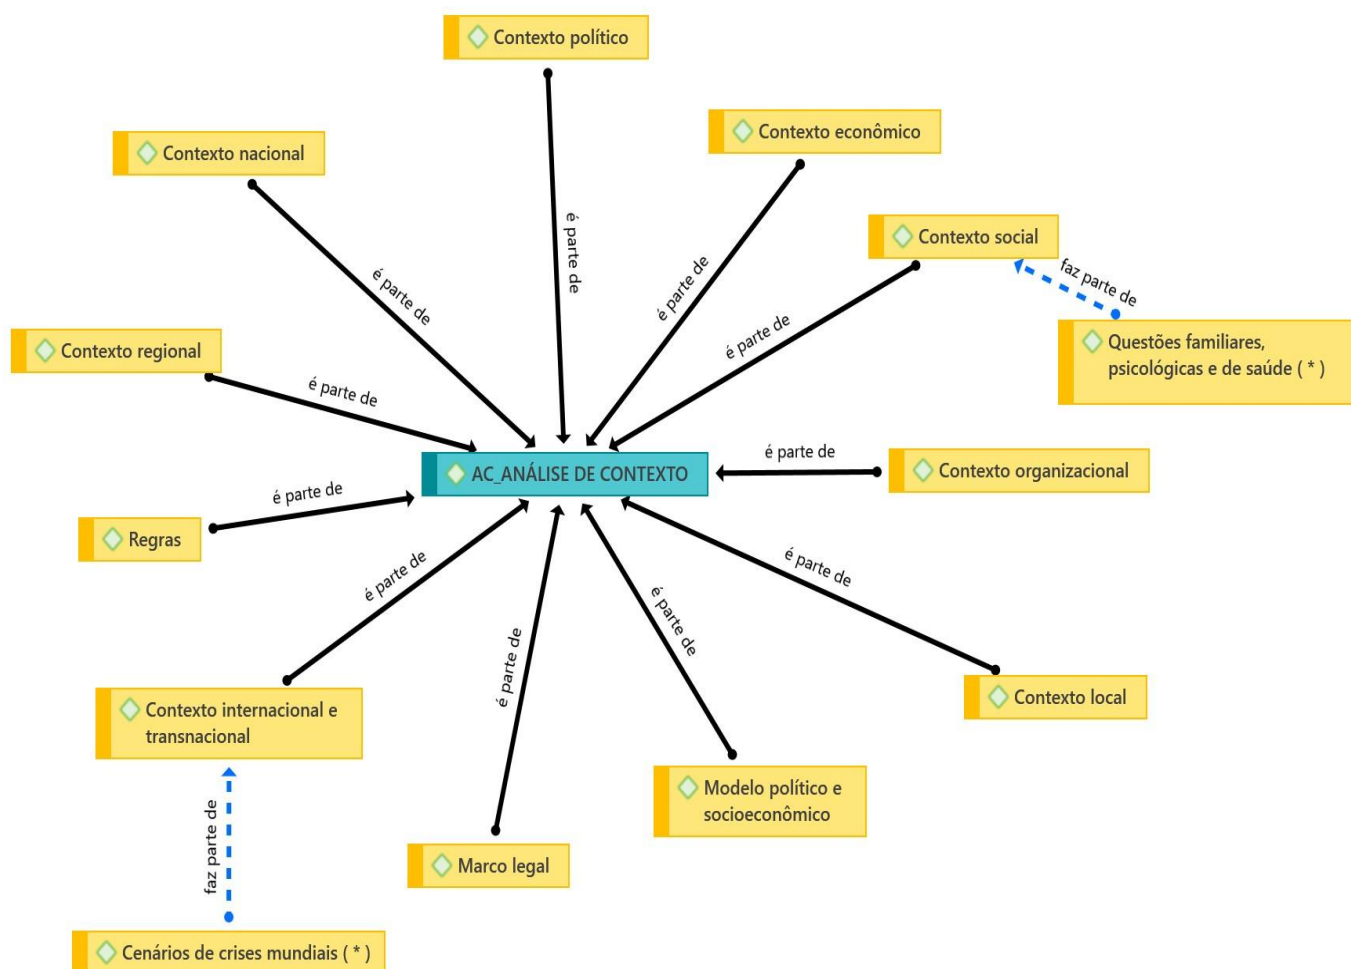 Contexto político
Contexto econômico
Contexto nacional
Contexto social
é parte de
faz parte de
é parte de
é parte de
é parte de
Contexto regional
Questões familiares,
psicológicas e de saúde ( * )
é parte de
é parte de
AC_ANÁLISE DE CONTEXTO
é parte de
Contexto organizacional
é parte de
Regras
é parte de
é parte de
é parte de
é parte de
Contexto local
Contexto internacional e
transnacional
Modelo político e
socioeconômico
faz parte de
Marco legal
Cenários de crises mundiais ( * )